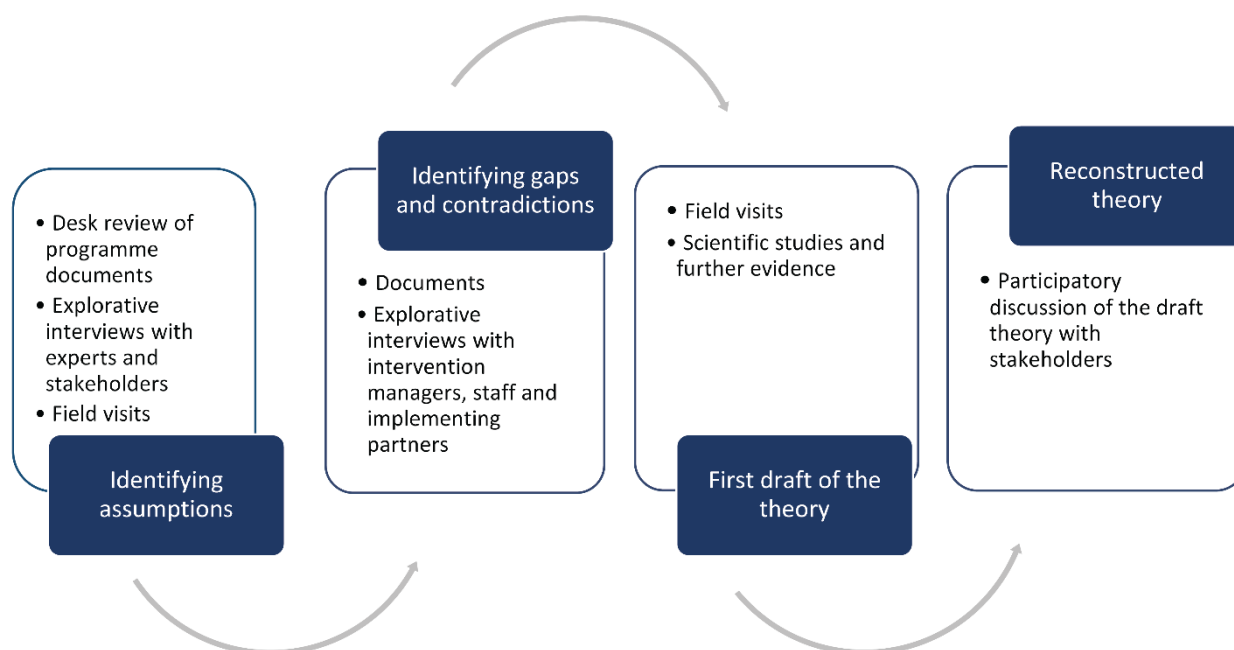 • Desk review of
programme
documents
• Explorative
interviews with
experts and
stakeholders
• Field visits
Identifying
assumptions
Identifying gaps
and contradictions
• Documents
• Explorative
interviews with
intervention
managers, staff and
implementing
partners
• Field visits
• Scientific studies and
further evidence
First draft of the
theory
Reconstructed
theory
• Participatory
discussion of the draft
theory with
stakeholders